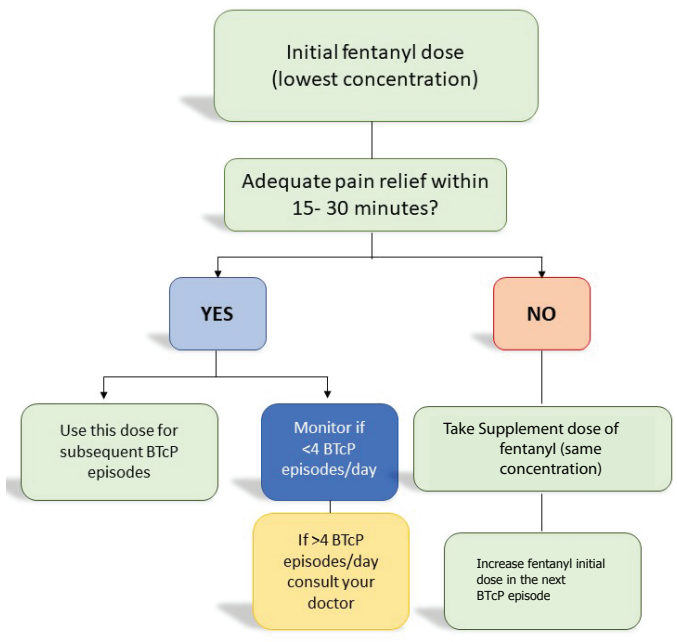 Initial fentanyl dose
(lowest concentration)
Adequate pain relief within
15- 30 minutes?
YES
NO
Use this dose for
subsequent BTcP
episodes
Monitor if
<4 BTcP
episodes/day
Take Supplement dose of
fentanyl (same
concentration)
If >4 BTcP
episodes/day
consult your
doctor
Increase fentanyl initial
dose in the next
BTcP episode